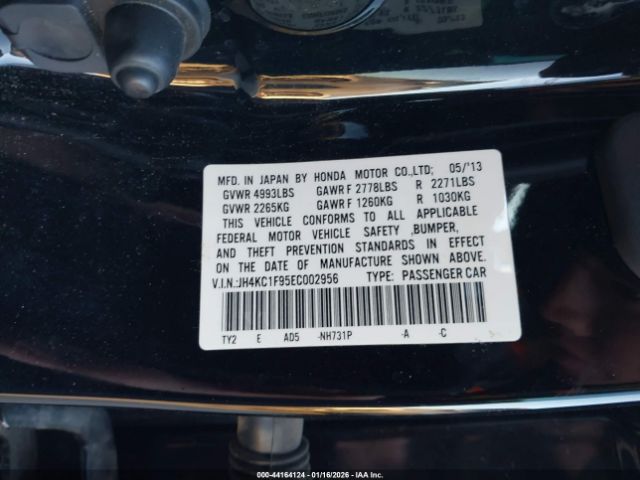 MFD. IN JAPAN BY HONDA MOTOR CO.,LTD; 05/'13
GVWR 4993LBS GAWR F 2778LBS R 2271LBS
GVWR 2265KG GAWR F 1260KG R 1030KG
THIS VEHICLE CONFORMS TO ALL APPLICABLE
FEDERAL MOTOR VEHICLE SAFETY ,BUMPER,
AND THEFT PREVENTION STANDARDS IN EFFECT
ON THE DATE OF MANUFACTURE SHOWN ABOVE.
V.I.N.:JH4KC1F95EC002956 TYPE: PASSENGER CAR
TY2 E AD5 -NH731P -A -C
000-44164124 | 01/16/2026 | IAA Inc.